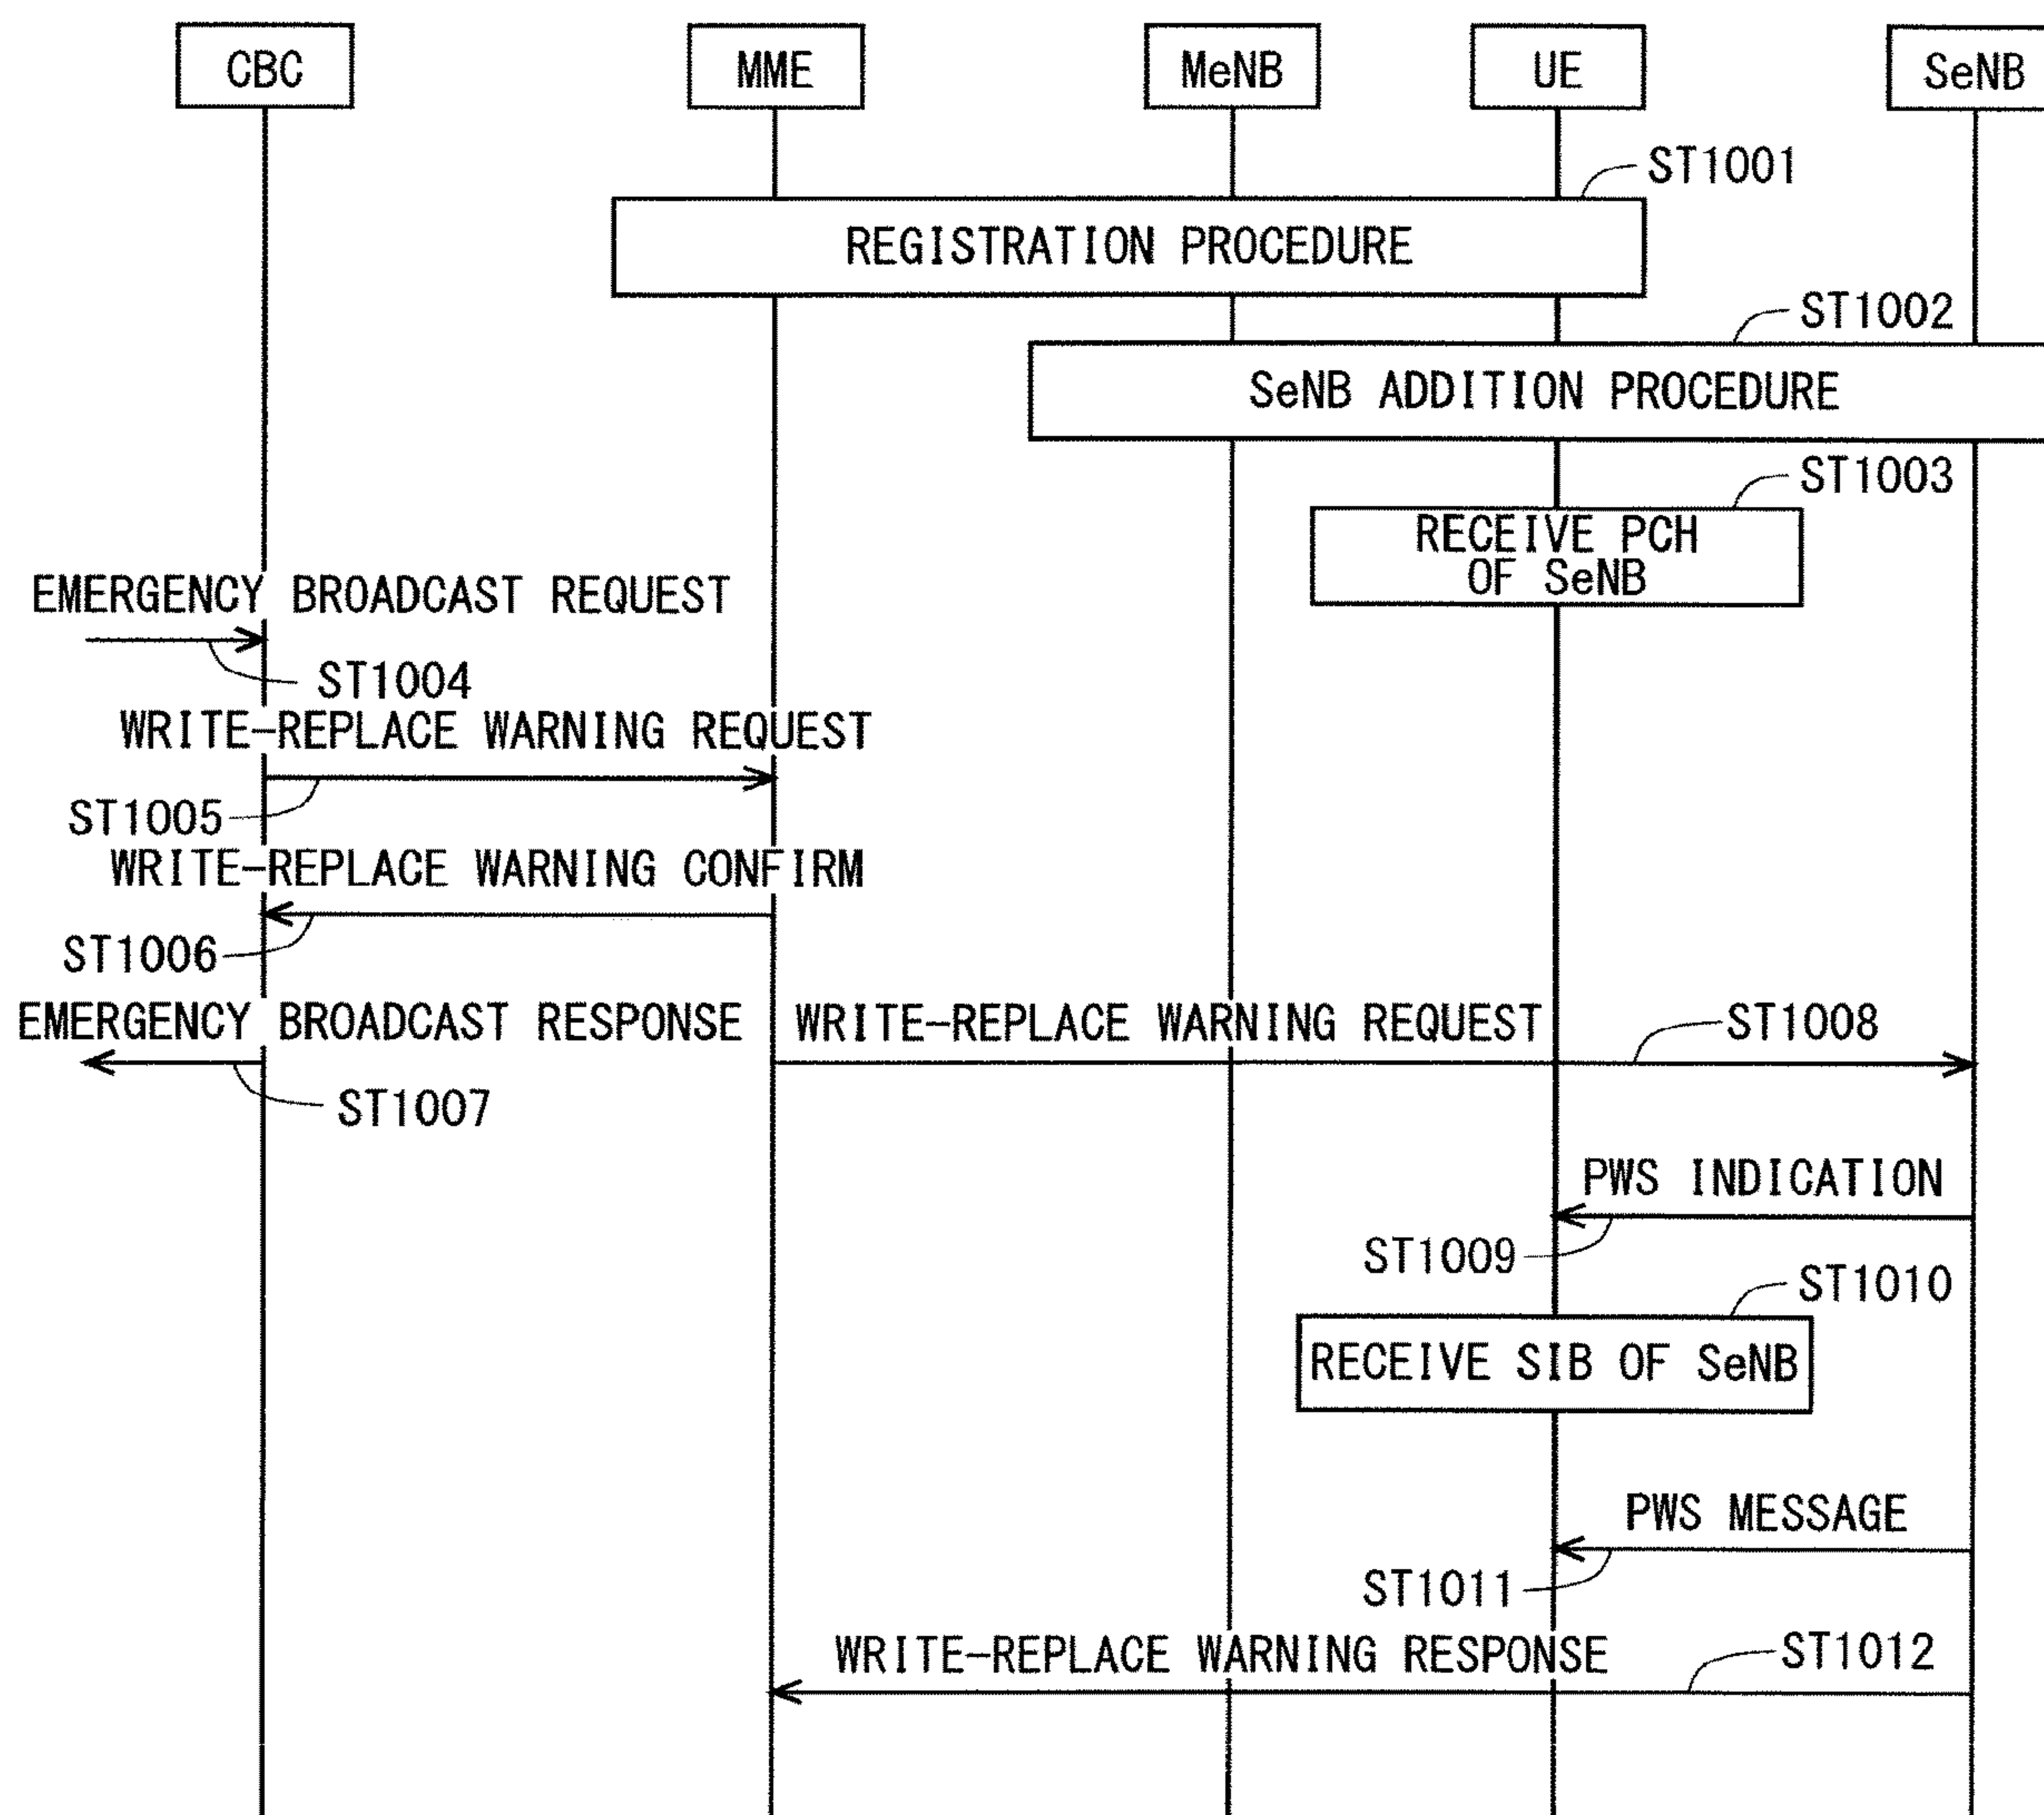 CBC
MME
MeNB
UE
SeNB
ST1001
REGISTRATION PROCEDURE
ST1002
SeNB ADDITION PROCEDURE
ST1003
RECEIVE PCH
OF SeNB
EMERGENCY BROADCAST REQUEST
ST1004
WRITE-REPLACE WARNING REQUEST
ST1005
WRITE-REPLACE WARNING CONFIRM
ST1006
EMERGENCY BROADCAST RESPONSE
WRITE-REPLACE WARNING REQUEST
ST1008
ST1007
PWS INDICATION
ST1009
ST1010
RECEIVE SIB OF SeNB
PWS MESSAGE
ST1011
WRITE-REPLACE WARNING RESPONSE
ST1012